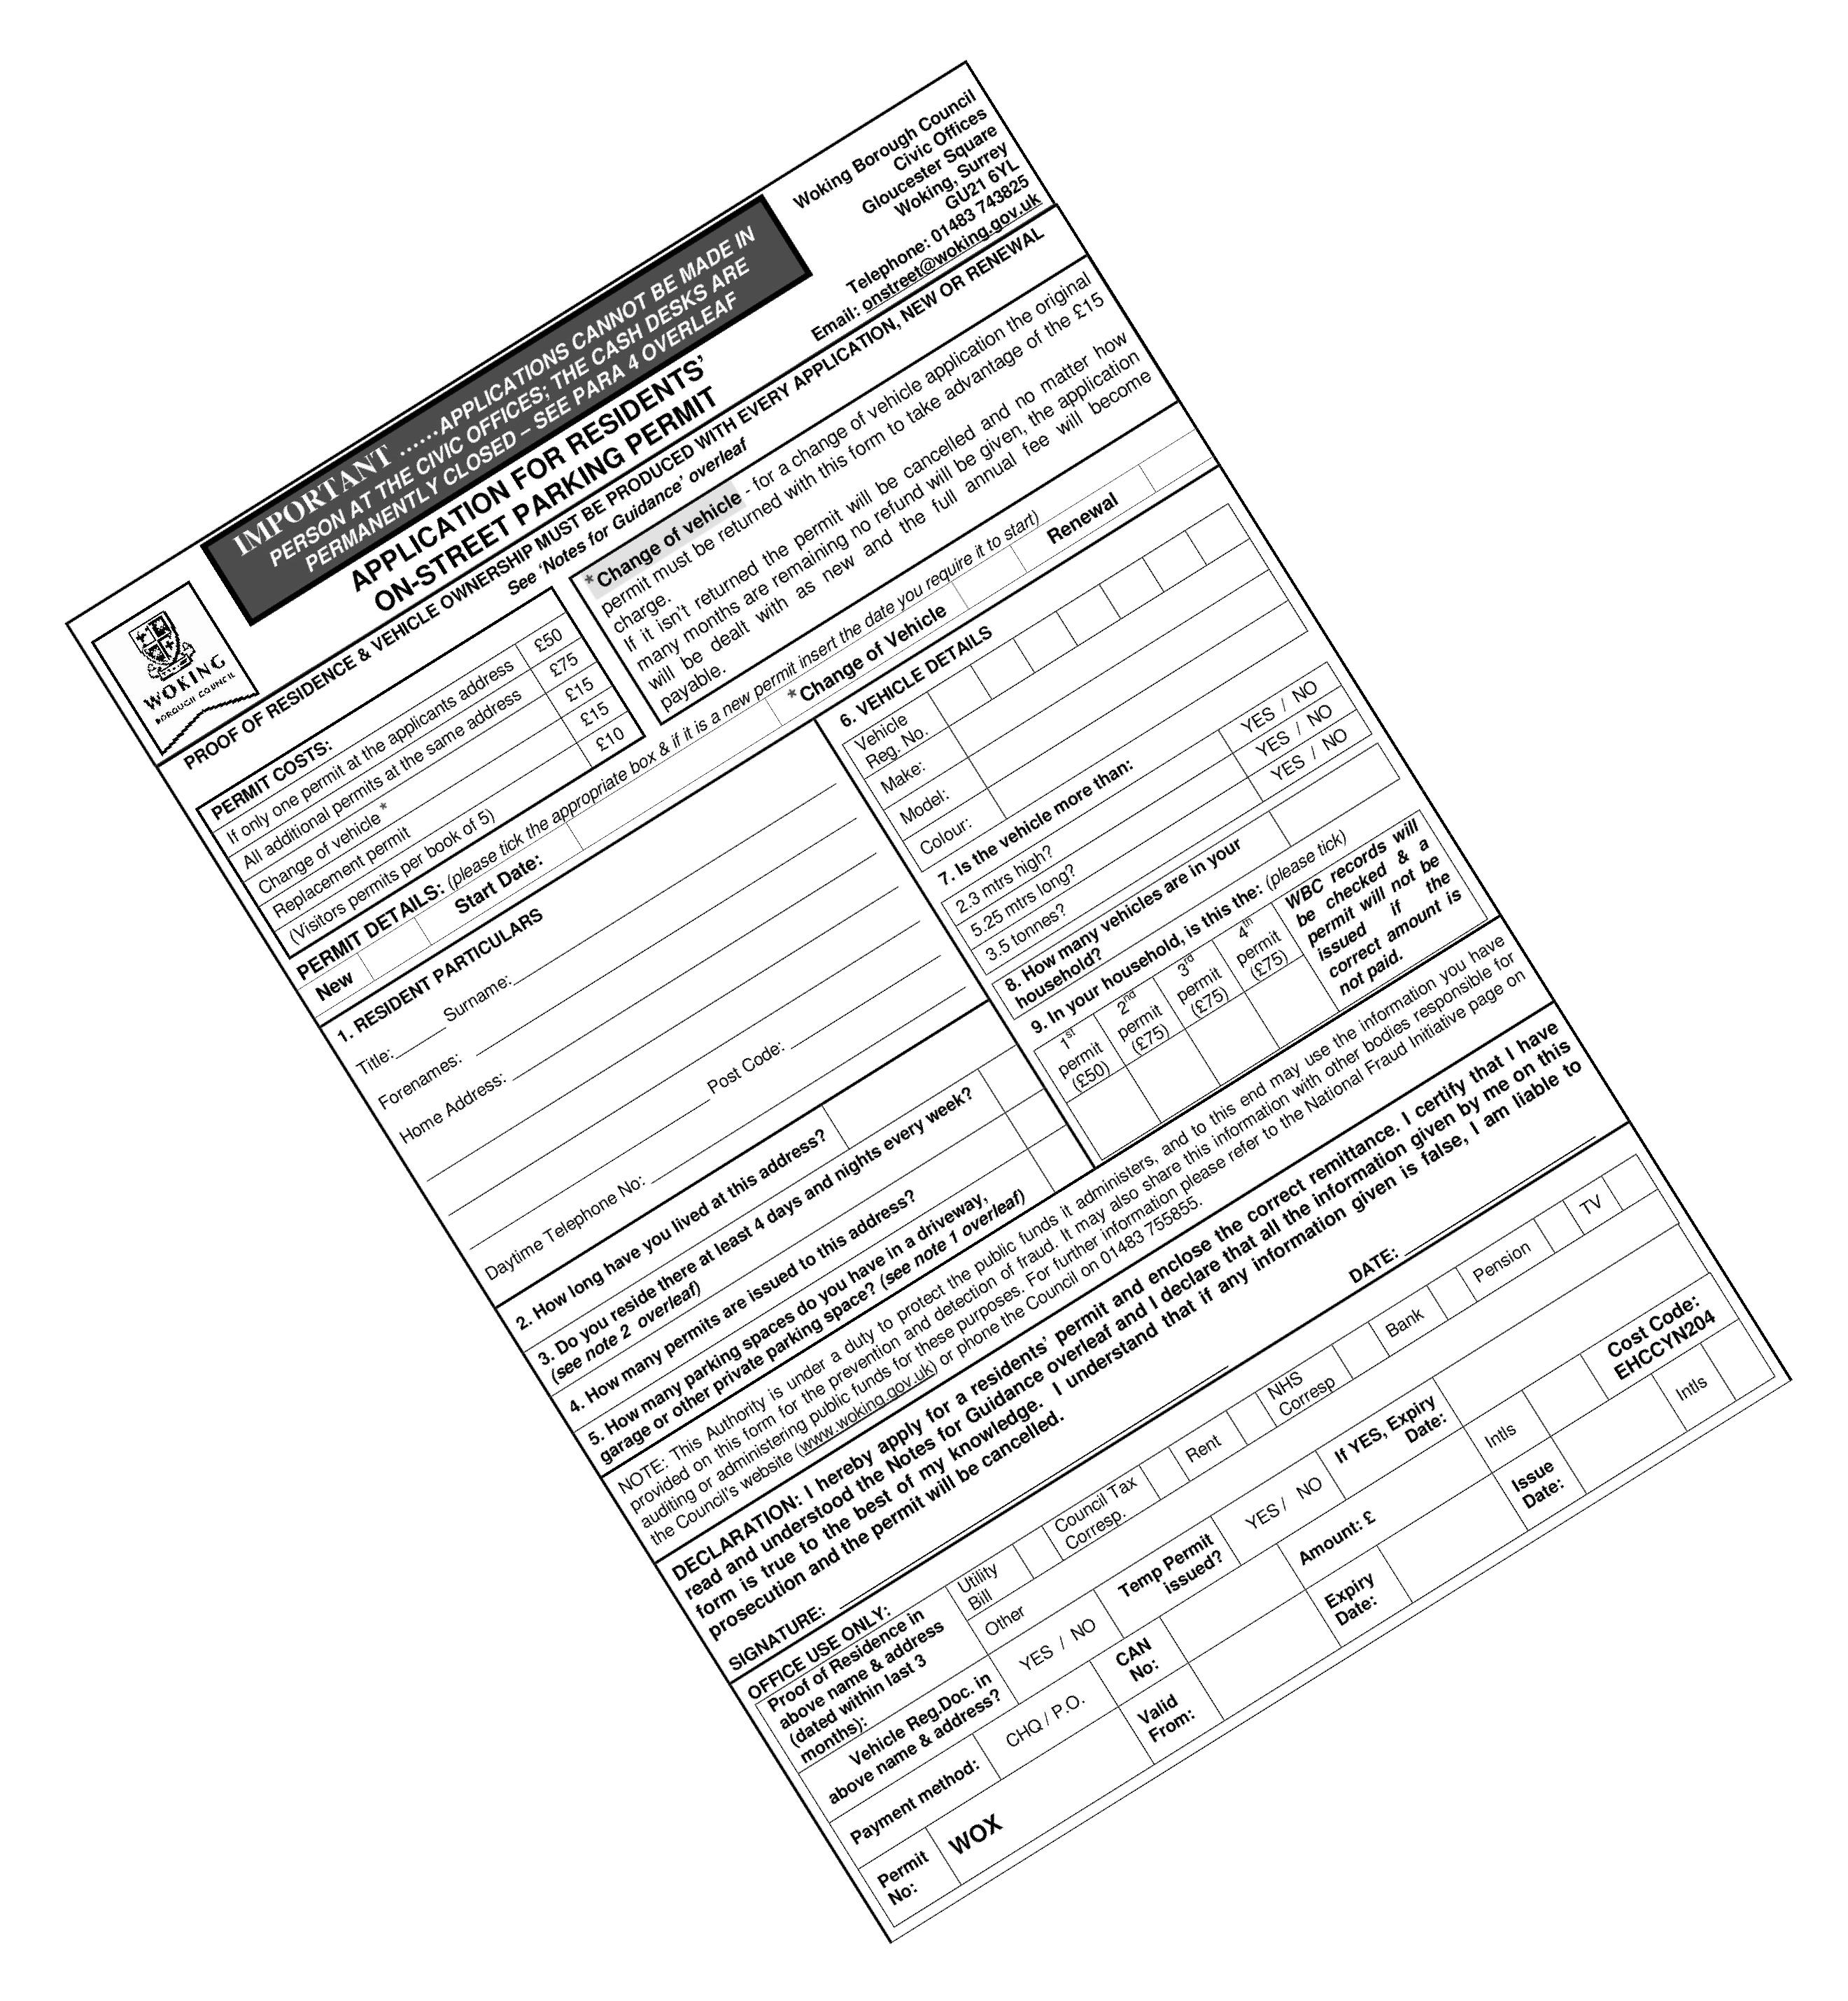 WOKING
BOROUGH COUNCIL
IMPORTANT ……APPLICATIONS CANNOT BE MADE IN
PERSON AT THE CIVIC OFFICES; THE CASH DESKS ARE
PERMANENTLY CLOSED – SEE PARA 4 OVERLEAF
APPLICATION FOR RESIDENTS’
ON-STREET PARKING PERMIT
Woking Borough Council
Civic Offices
Gloucester Square
Woking, Surrey
GU21 6YL
Telephone: 01483 743825
Email: onstreet@woking.gov.uk
PROOF OF RESIDENCE & VEHICLE OWNERSHIP MUST BE PRODUCED WITH EVERY APPLICATION, NEW OR RENEWAL
See ‘Notes for Guidance’ overleaf
PERMIT COSTS:
If only one permit at the applicants address £50
All additional permits at the same address £75
Change of vehicle * £15
Replacement permit £15
(Visitors permits per book of 5) £10
*Change of vehicle - for a change of vehicle application the original
permit must be returned with this form to take advantage of the £15
charge.
If it isn’t returned the permit will be cancelled and no matter how
many months are remaining no refund will be given, the application
will be dealt with as new and the full annual fee will become
payable.
PERMIT DETAILS: (please tick the appropriate box & if it is a new permit insert the date you require it to start)
New Start Date: *Change of Vehicle Renewal
1. RESIDENT PARTICULARS
Title: Surname:
Forenames:
Home Address:
Post Code:
Daytime Telephone No:
2. How long have you lived at this address?
3. Do you reside there at least 4 days and nights every week?
(see note 2 overleaf)
4. How many permits are issued to this address?
5. How many parking spaces do you have in a driveway,
garage or other private parking space? (see note 1 overleaf)
6. VEHICLE DETAILS
Vehicle
Reg. No.
Make:
Model:
Colour:
7. Is the vehicle more than:
2.3 mtrs high? YES / NO
5.25 mtrs long? YES / NO
3.5 tonnes? YES / NO
8. How many vehicles are in your
household?
9. In your household, is this the: (please tick)
1st permit (£50)
2nd permit (£75)
3rd permit (£75)
4th permit (£75)
WBC records will
be checked & a
permit will not be
issued if the
correct amount is
not paid.
NOTE: This Authority is under a duty to protect the public funds it administers, and to this end may use the information you have
provided on this form for the prevention and detection of fraud. It may also share this information with other bodies responsible for
auditing or administering public funds for these purposes. For further information please refer to the National Fraud Initiative page on
the Council's website (www.woking.gov.uk) or phone the Council on 01483 755855.
DECLARATION: I hereby apply for a residents’ permit and enclose the correct remittance. I certify that I have
read and understood the Notes for Guidance overleaf and I declare that all the information given by me on this
form is true to the best of my knowledge. I understand that if any information given is false, I am liable to
prosecution and the permit will be cancelled.
SIGNATURE: DATE:
OFFICE USE ONLY:
Proof of Residence in
above name & address
(dated within last 3
months):
Utility
Bill
Council Tax
Corresp.
Rent
NHS
Corresp
Bank
Pension
TV
Other
Vehicle Reg.Doc. in
above name & address?
YES / NO
Temp Permit
issued?
YES / NO
If YES, Expiry
Date:
Payment method:
CHQ / P.O.
CAN
No:
Amount: £
Intls
Cost Code:
EHCCYN204
Permit
No:
WOX
Valid
From:
Expiry
Date:
Issue
Date:
Intls